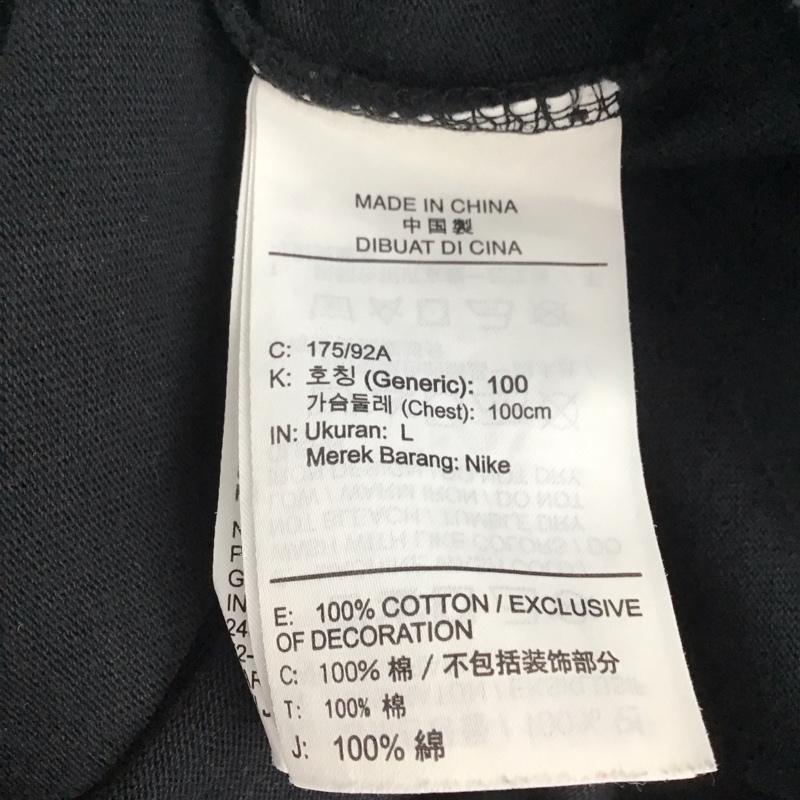 MADE IN CHINA
中国製
DIBUAT DI CINA
C: 175/92A
K: 호칭 (Generic): 100
가슴둘레 (Chest): 100cm
IN: Ukuran: L
Merek Barang: Nike
E: 100% COTTON / EXCLUSIVE
OF DECORATION
C: 100% 棉 / 不包括装饰部分
T: 100% 棉
J: 100% 綿